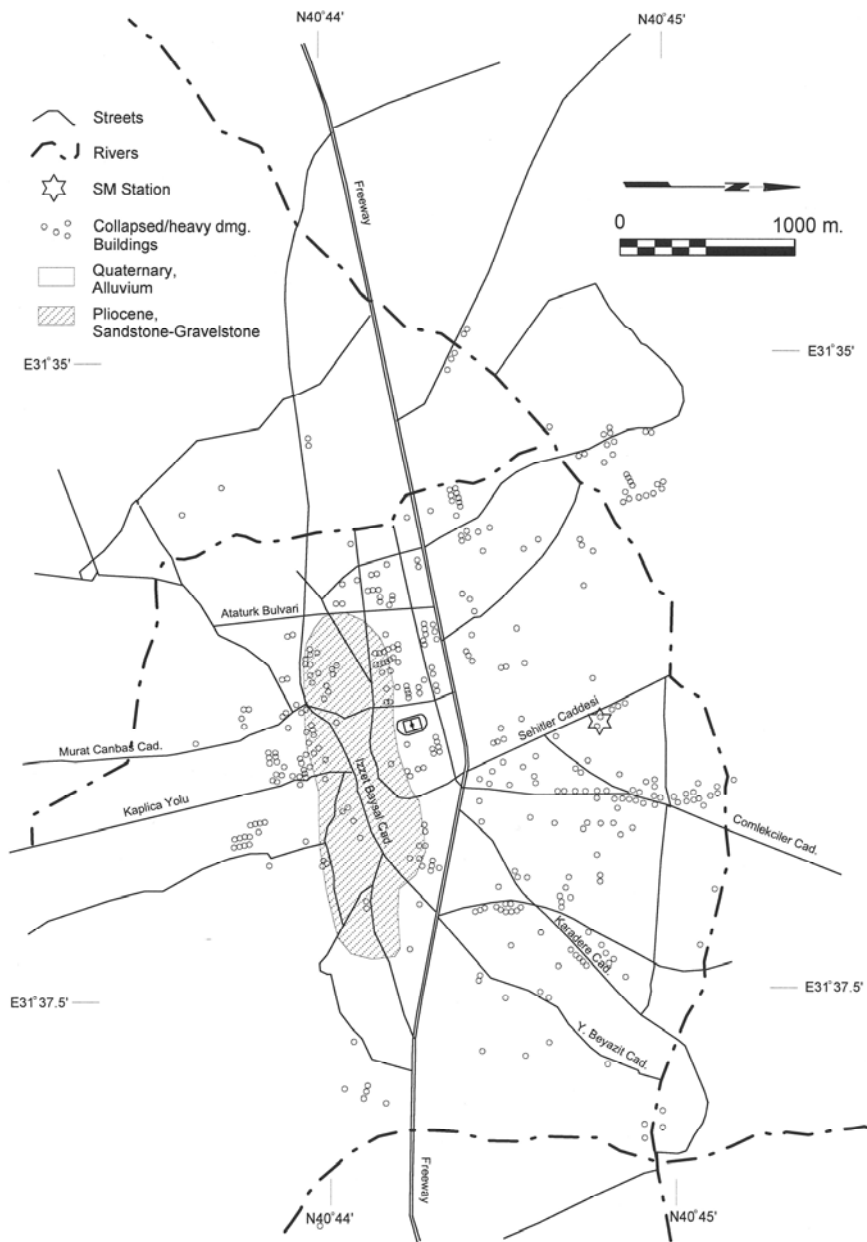 N40°44'
N40°45'
Streets
Rivers
SM Station
Collapsed/heavy dmg.
Buildings
Quaternary,
Alluvium
Pliocene,
Sandstone-Gravelstone
Freeway
N
0
1000 m.
E31°35'
E31°35'
Ataturk Bulvari
Sehitler Caddesi
Murat Canbas Cad.
Izzet Baysal Cad.
Kaplica Yolu
Comlekciler Cad.
Karadere Cad.
E31°37.5'
E31°37.5'
Y. Beyazit Cad.
Freeway
N40°44'
N40°45'